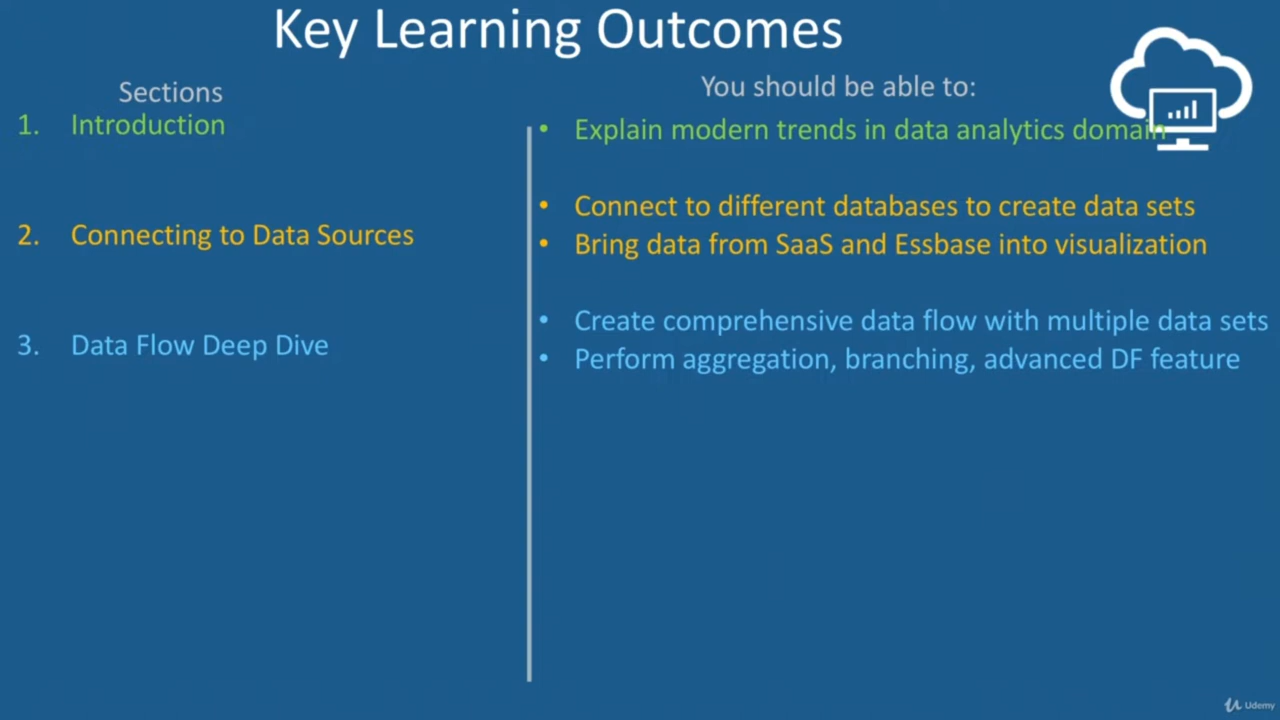 Key Learning Outcomes
Sections
You should be able to:
1. Introduction
• Explain modern trends in data analytics domain
2. Connecting to Data Sources
• Connect to different databases to create data sets
• Bring data from SaaS and Essbase into visualization
3. Data Flow Deep Dive
• Create comprehensive data flow with multiple data sets
• Perform aggregation, branching, advanced DF feature
Udemy